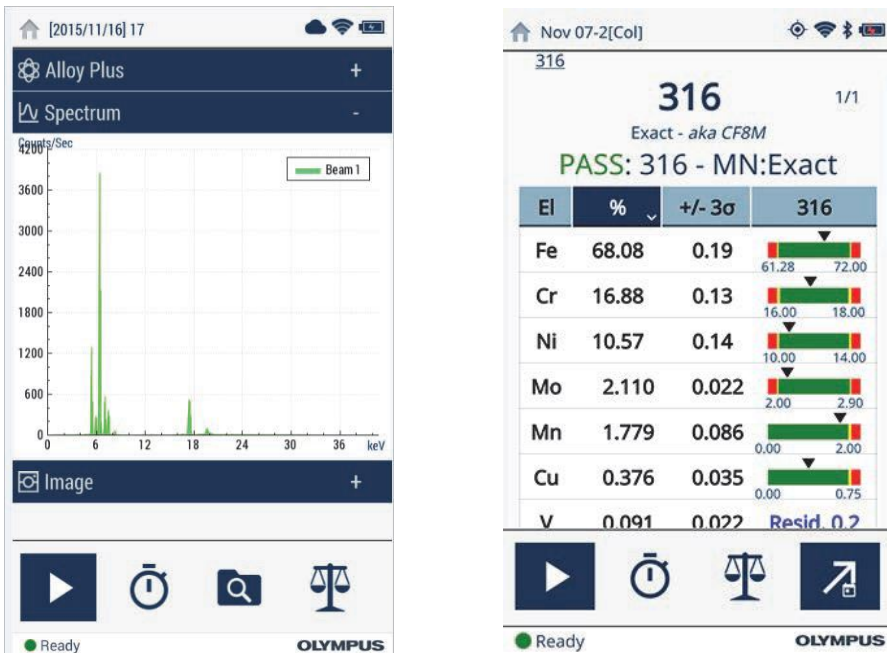 [2015/11/16] 17
Alloy Plus +
Spectrum -
Counts/Sec
4200
3600
3000
2400
1800
1200
600
0
Beam 1
0 6 12 18 24 30 36 keV
Image +
Ready
OLYMPUS
Nov 07-2[Col]
316
316 1/1
Exact - aka CF8M
PASS: 316 - MN:Exact
El % +/- 3σ 316
Fe 68.08 0.19
61.28 72.00
Cr 16.88 0.13
16.00 18.00
Ni 10.57 0.14
10.00 14.00
Mo 2.110 0.022
2.00 2.90
Mn 1.779 0.086
0.00 2.00
Cu 0.376 0.035
0.00 0.75
V 0.091 0.022 Resid. 0.2
Ready
OLYMPUS